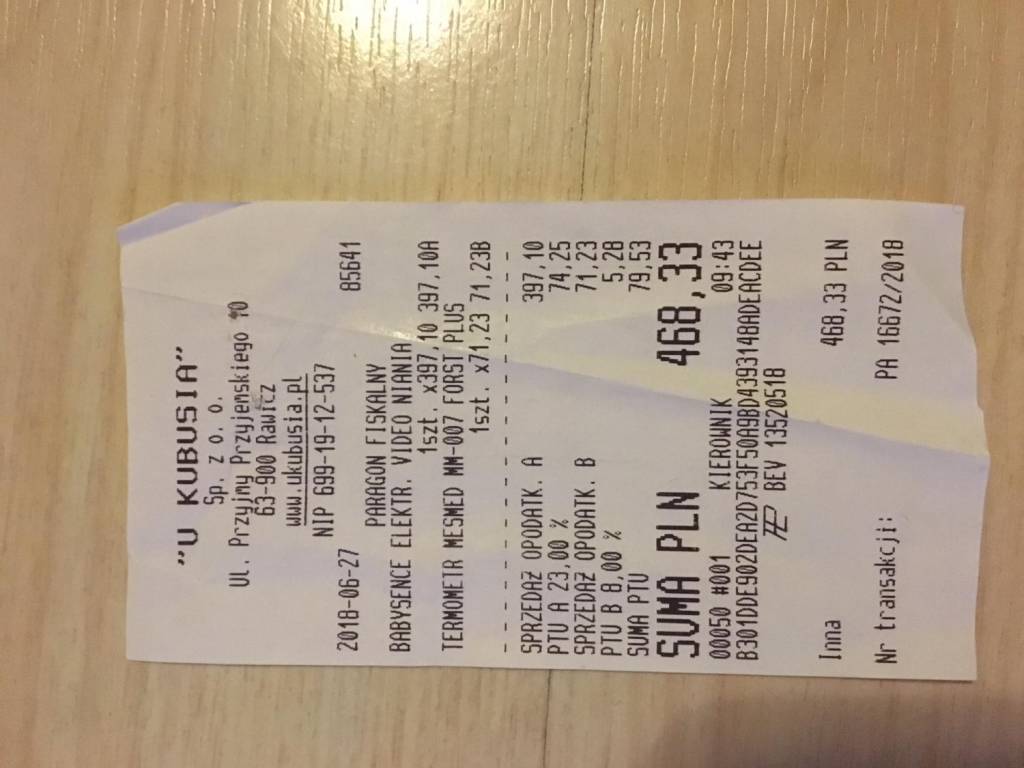 "U KUBUSIA"
Sp. z o.o.
Ul. Przyjmy Przyjemskiego 10
63-900 Rawicz
www.ukubusia.pl
NIP 699-19-12-537
2018-06-27 85641
PARAGON FISKALNY
BABYSENCE ELEKTR. VIDEO NIANIA
1szt. x397,10 397,10A
TERMOMETR MESMED MM-007 FORST PLUS
1szt. x71,23 71,23B
SPRZEDAŻ OPODATK. A 397,10
PTU A 23,00 % 74,25
SPRZEDAŻ OPODATK. B 71,23
PTU B 8,00 % 5,28
SUMA PTU 79,53
SUMA PLN 468,33
00050 #001 KIEROWNIK 09:43
B301DDE902DEA2D753F50A9BD4393148ADEACDEE
BEV 13520518
Inna 468,33 PLN
Nr transakcji: PA 16672/2018